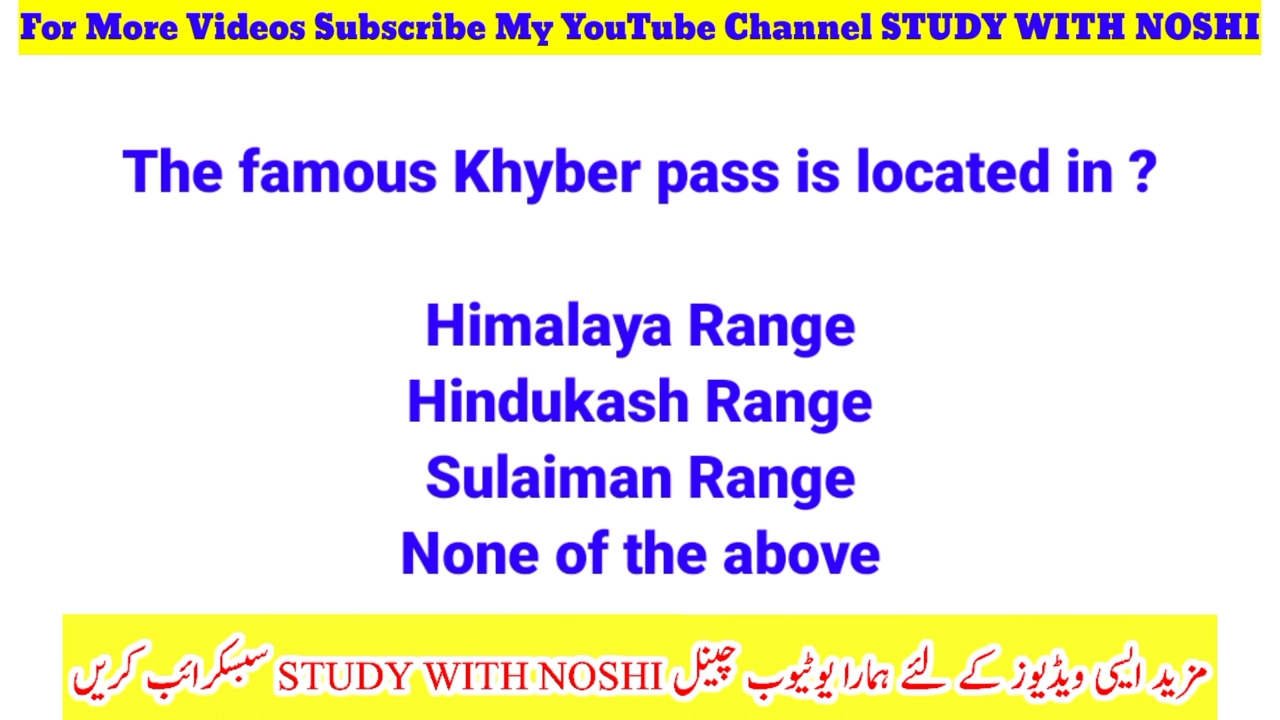 For More Videos Subscribe My YouTube Channel STUDY WITH NOSHI
The famous Khyber pass is located in ?
Himalaya Range
Hindukash Range
Sulaiman Range
None of the above
مزید ایسی ویڈیوز کے لئے ہمارا یوٹیوب چینل STUDY WITH NOSHI سبسکرائب کریں